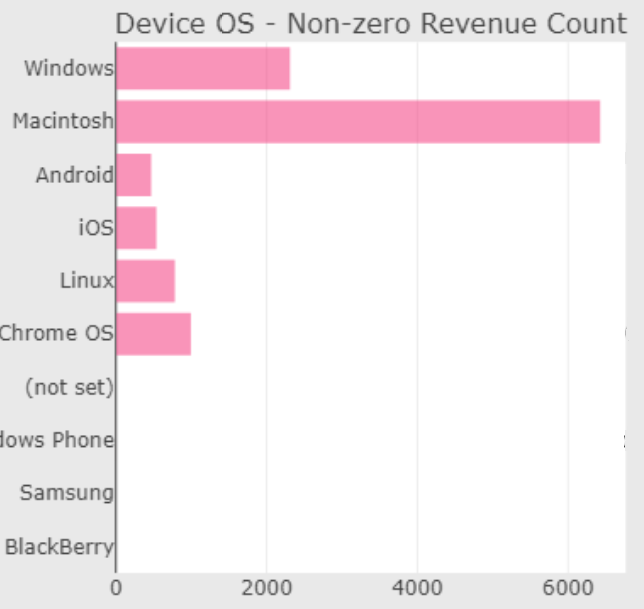 Device OS - Non-zero Revenue Count
Windows
Macintosh
Android
iOS
Linux
Chrome OS
(not set)
dows Phone
Samsung
BlackBerry
0 2000 4000 6000